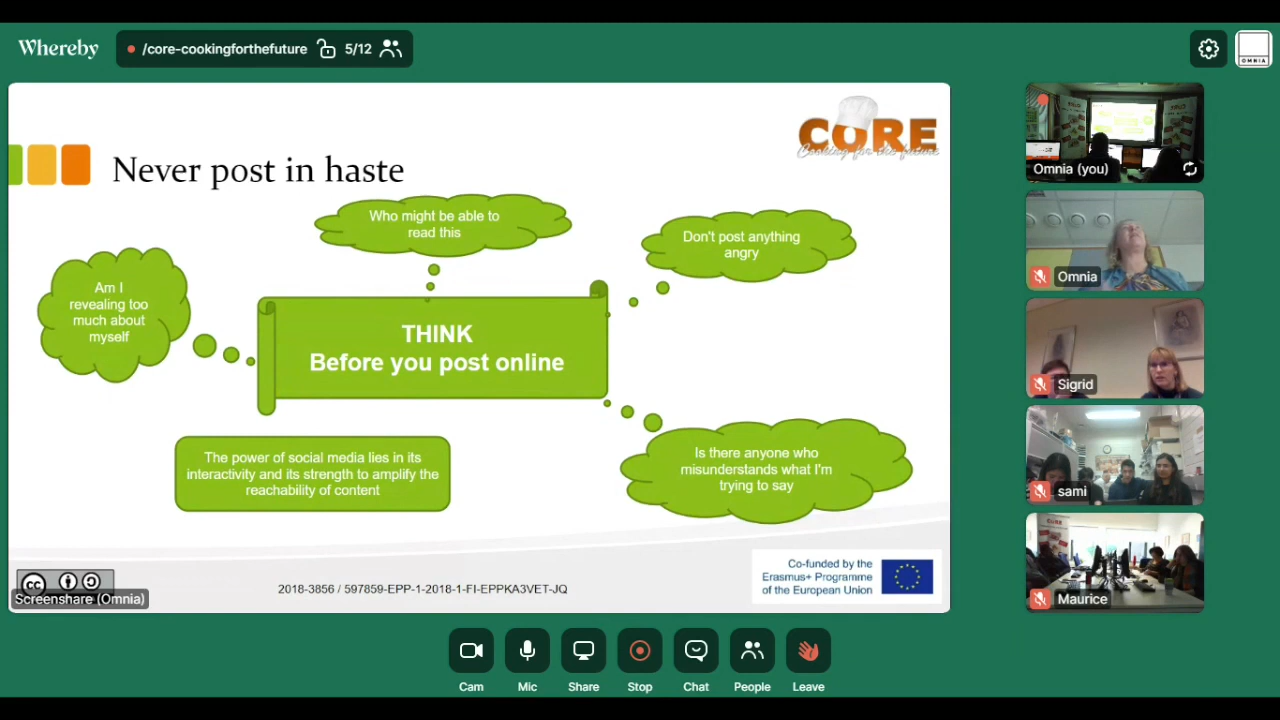 Whereby
/core-cookingforthefuture
5/12
OMNIA
CORE
Cooking for the future
Never post in haste
Who might be able to
read this
Don't post anything
angry
Am I
revealing too
much about
myself
THINK
Before you post online
The power of social media lies in its
interactivity and its strength to amplify the
reachability of content
Is there anyone who
misunderstands what I'm
trying to say
cc
Screenshare (Omnia)
2018-3856 / 597859-EPP-1-2018-1-FI-EPPKA3VET-JQ
Co-funded by the
Erasmus+ Programme
of the European Union
Omnia (you)
Omnia
Sigrid
sami
CORE
Maurice
Cam
Mic
Share
Stop
Chat
People
Leave